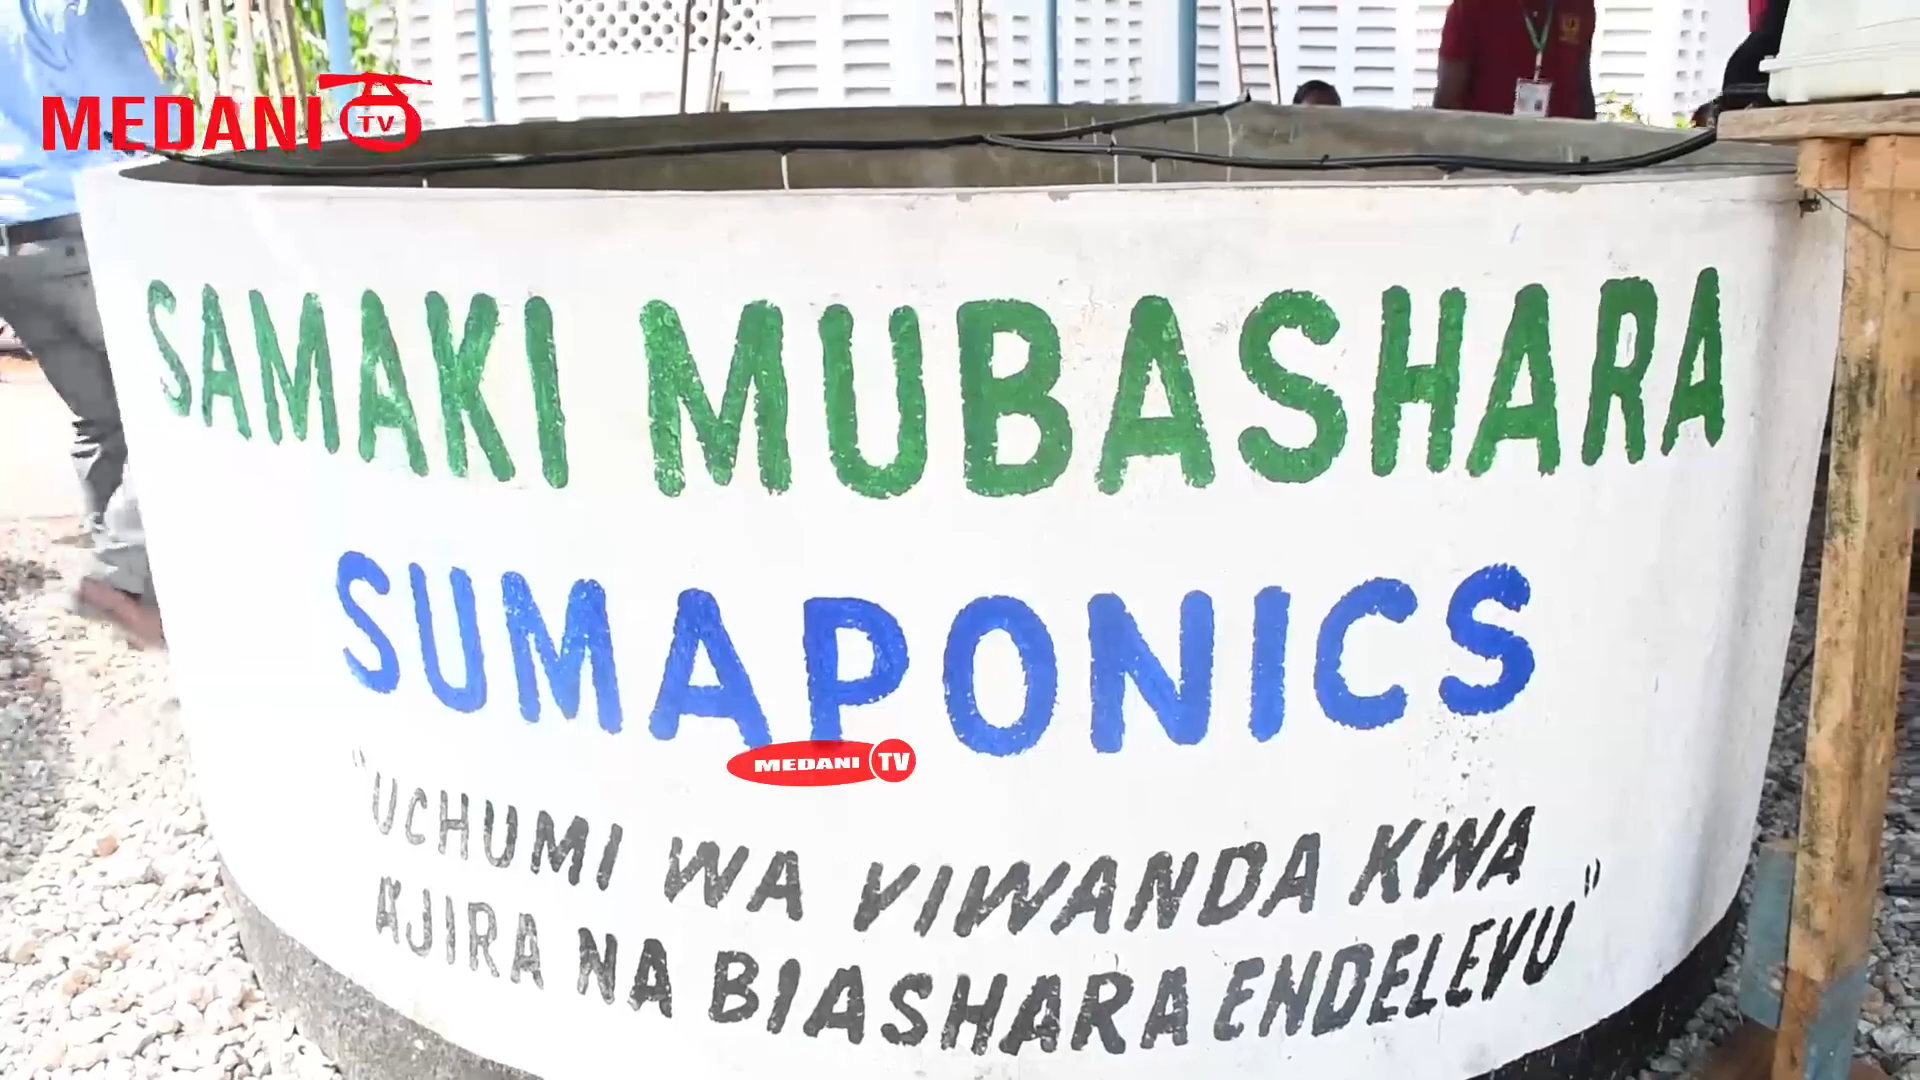 MEDANI TV
SAMAKI MUBASHARA
SUMAPONICS
MEDANI TV
"UCHUMI WA VIWANDA KWA
AJIRA NA BIASHARA ENDELEVU"